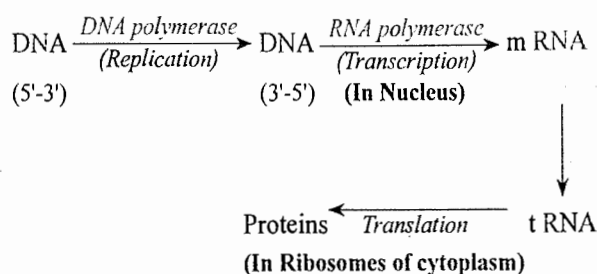 DNA DNA polymerase DNA RNA polymerase m RNA
(Replication) (Transcription)
(5'-3') (3'-5') (In Nucleus)
Proteins Translation t RNA
(In Ribosomes of cytoplasm)